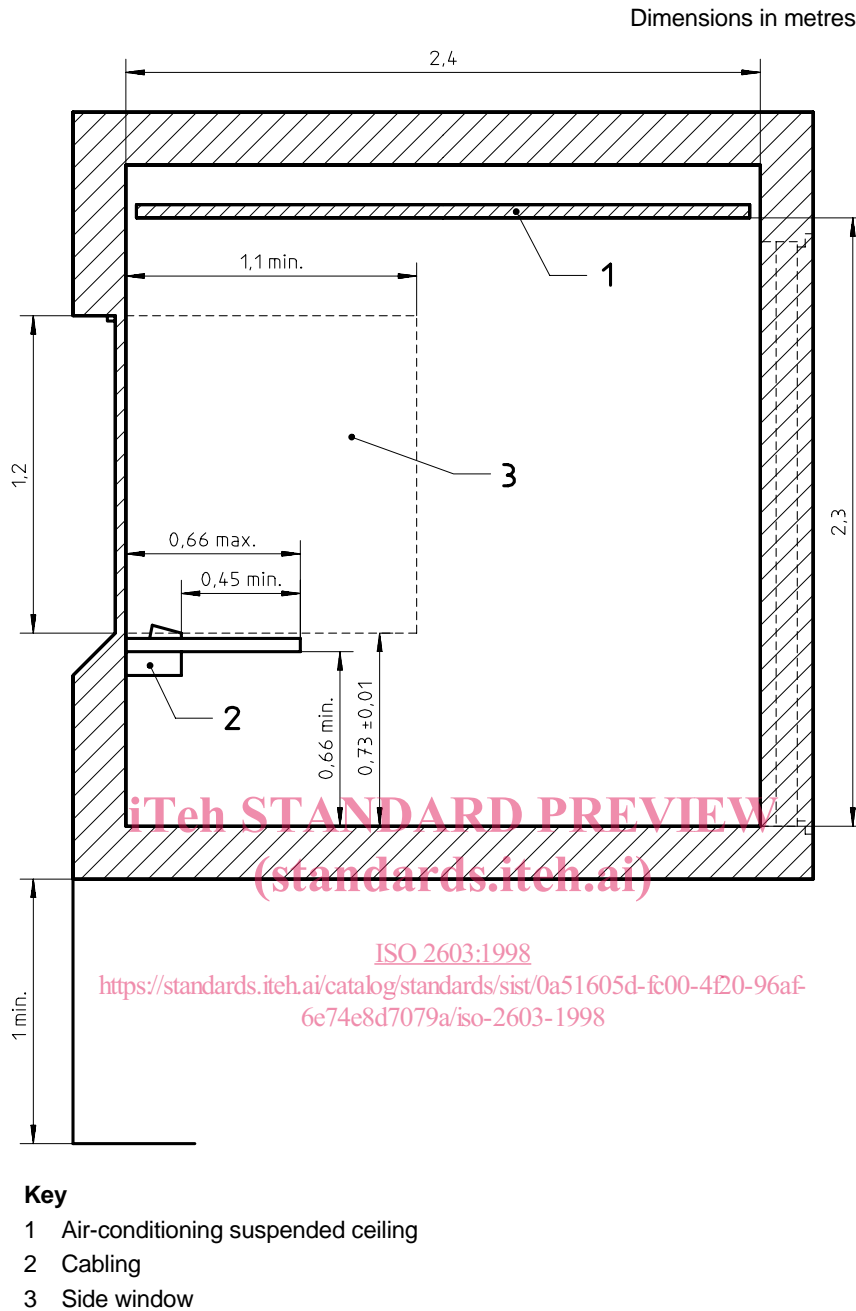 Dimensions in metres
2,4
1
1,1 min.
1,2
3
2,3
0,66 max.
0,45 min.
2
0,66 min.
0,73 ±0,01
iTeh STANDARD PREVIEW
(standards.iteh.ai)
ISO 2603:1998
https://standards.iteh.ai/catalog/standards/sist/0a51605d-fc00-4f20-96af-
6e74e8d7079a/iso-2603-1998
1 min.
Key
1 Air-conditioning suspended ceiling
2 Cabling
3 Side window